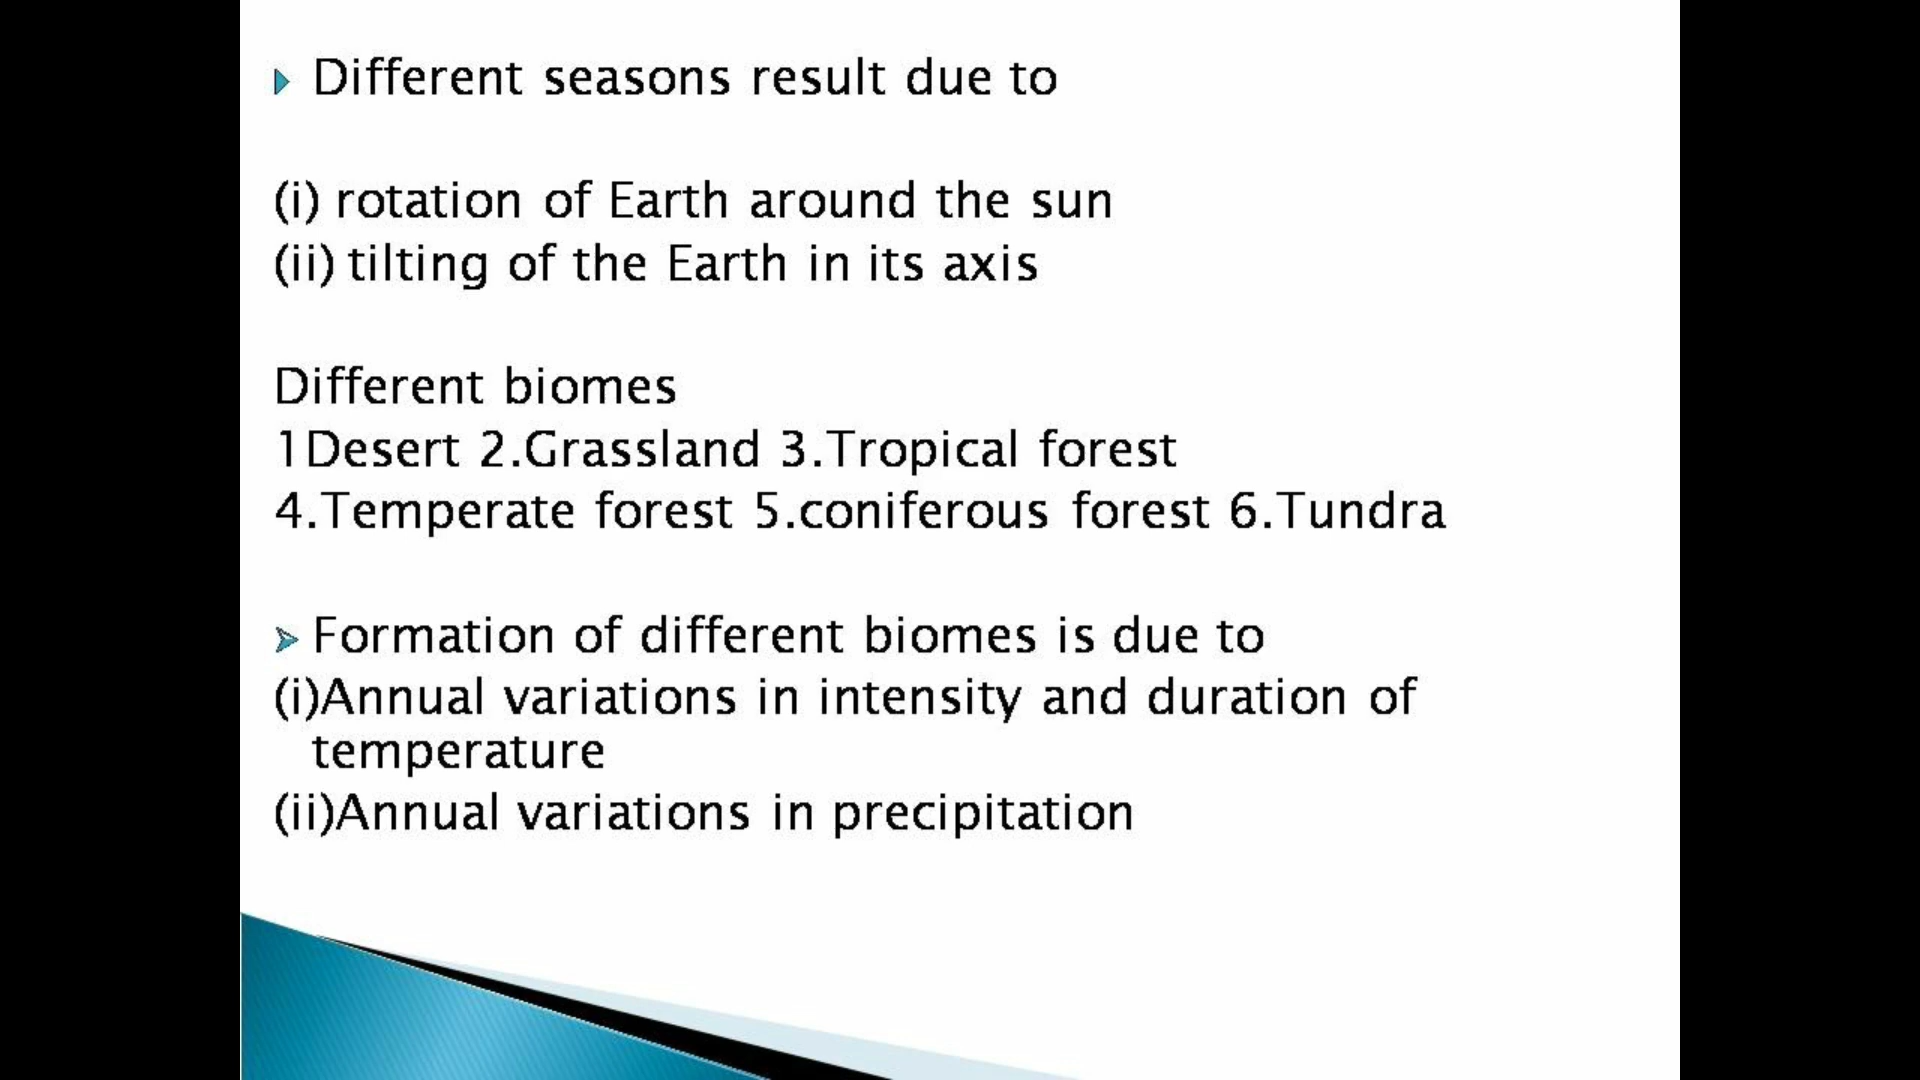 Different seasons result due to
(i) rotation of Earth around the sun
(ii) tilting of the Earth in its axis
Different biomes
1Desert 2.Grassland 3.Tropical forest
4.Temperate forest 5.coniferous forest 6.Tundra
Formation of different biomes is due to
(i)Annual variations in intensity and duration of
temperature
(ii)Annual variations in precipitation